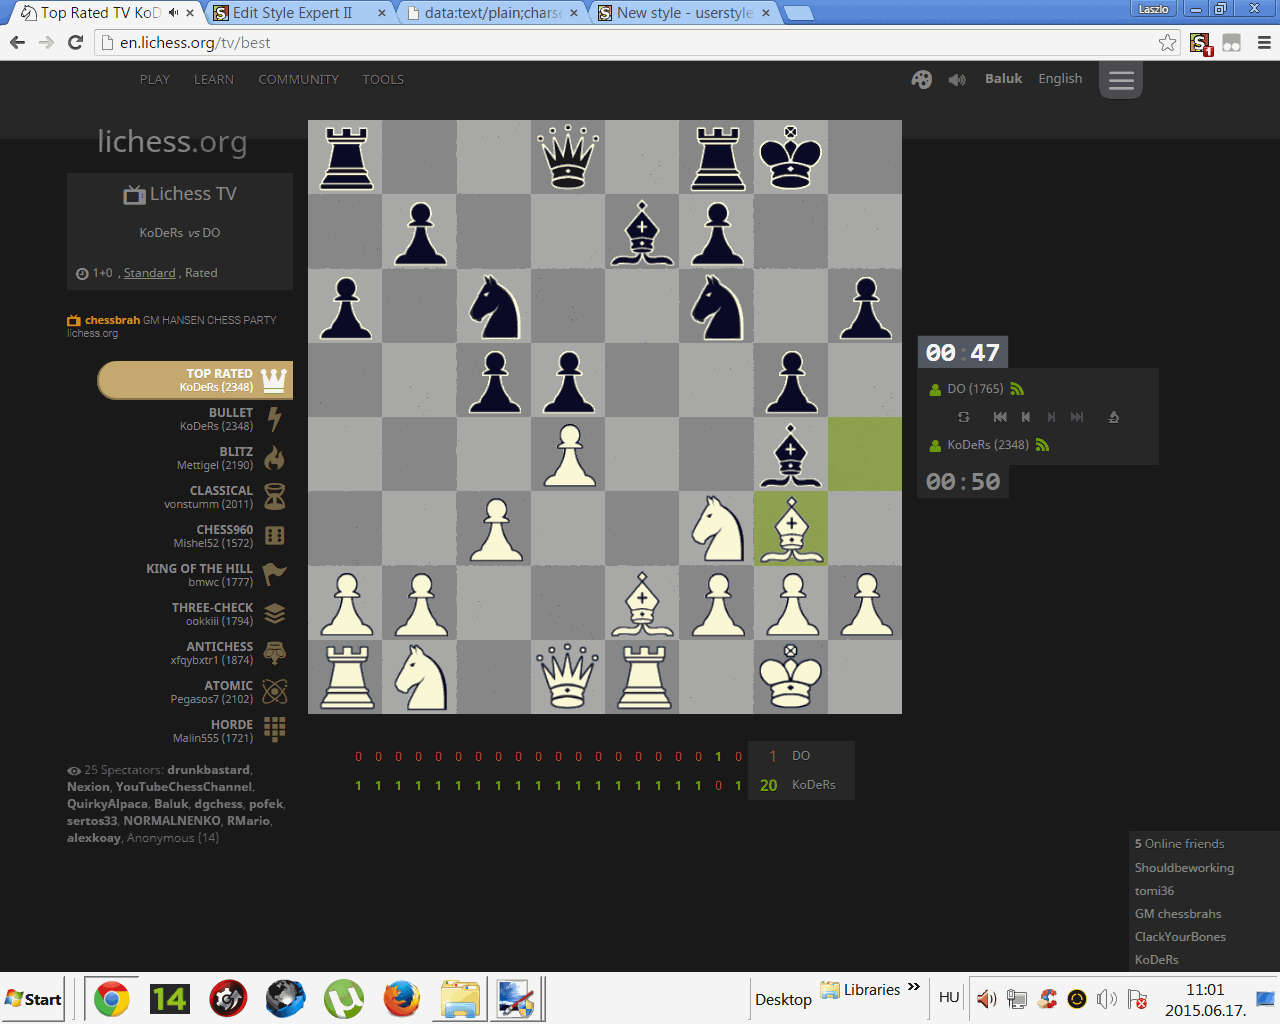 Top Rated TV KoD
Edit Style Expert II
data:text/plain;chars
New style - userstyle
Laszlo
en.lichess.org/tv/best
1
PLAY LEARN COMMUNITY TOOLS
Baluk English
lichess.org
Lichess TV
KoDeRs vs DO
1+0 , Standard , Rated
chessbrah GM HANSEN CHESS PARTY
lichess.org
TOP RATED
KoDeRs (2348)
BULLET
KoDeRs (2348)
BLITZ
Mettigel (2190)
CLASSICAL
vonstumm (2011)
CHESS960
Mishel52 (1572)
KING OF THE HILL
bmwc (1777)
THREE-CHECK
ookkiii (1794)
ANTICHESS
xfqybxtr1 (1874)
ATOMIC
Pegasos7 (2102)
HORDE
Malin555 (1721)
25 Spectators: drunkbastard,
Nexion, YouTubeChessChannel,
QuirkyAlpaca, Baluk, dgchess, pofek,
sertos33, NORMALNENKO, RMario,
alexkoay, Anonymous (14)
00:47
DO (1765)
KoDeRs (2348)
00:50
0 0 0 0 0 0 0 0 0 0 0 0 0 0 0 0 0 0 1 0 1 DO
1 1 1 1 1 1 1 1 1 1 1 1 1 1 1 1 1 1 0 1 20 KoDeRs
5 Online friends
Shouldbeworking
tomi36
GM chessbrahs
ClackYourBones
KoDeRs
Start
14
Desktop
Libraries
HU
11:01
2015.06.17.